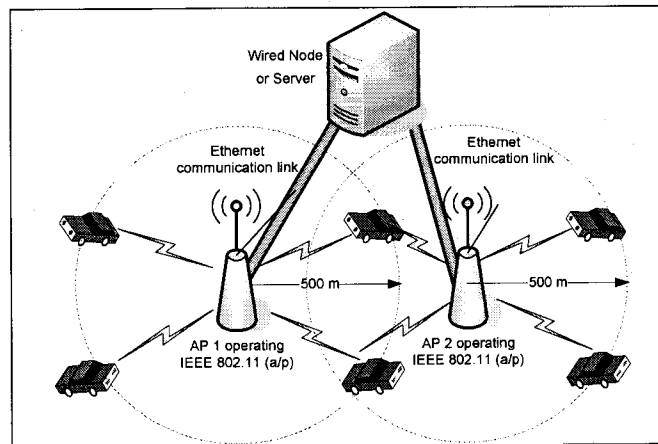 Wired Node
or Server
Ethernet
communication link
Ethernet
communication link
500 m
500 m
AP 1 operating
IEEE 802.11 (a/p)
AP 2 operating
IEEE 802.11 (a/p)